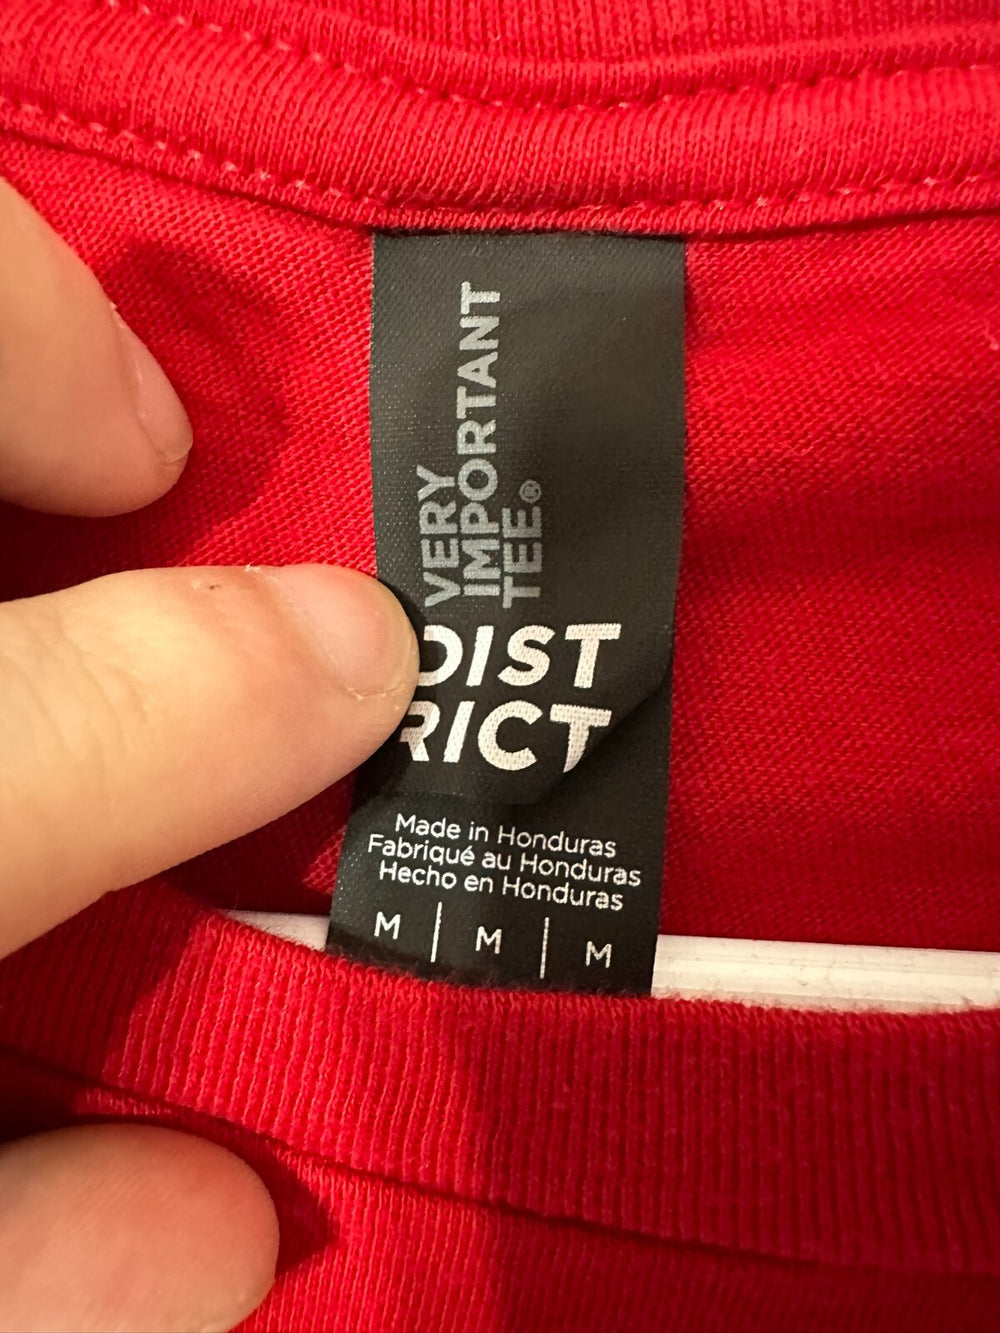 VERY
IMPORTANT
TEE®
DIST
RICT
Made in Honduras
Fabriqué au Honduras
Hecho en Honduras
M | M | M